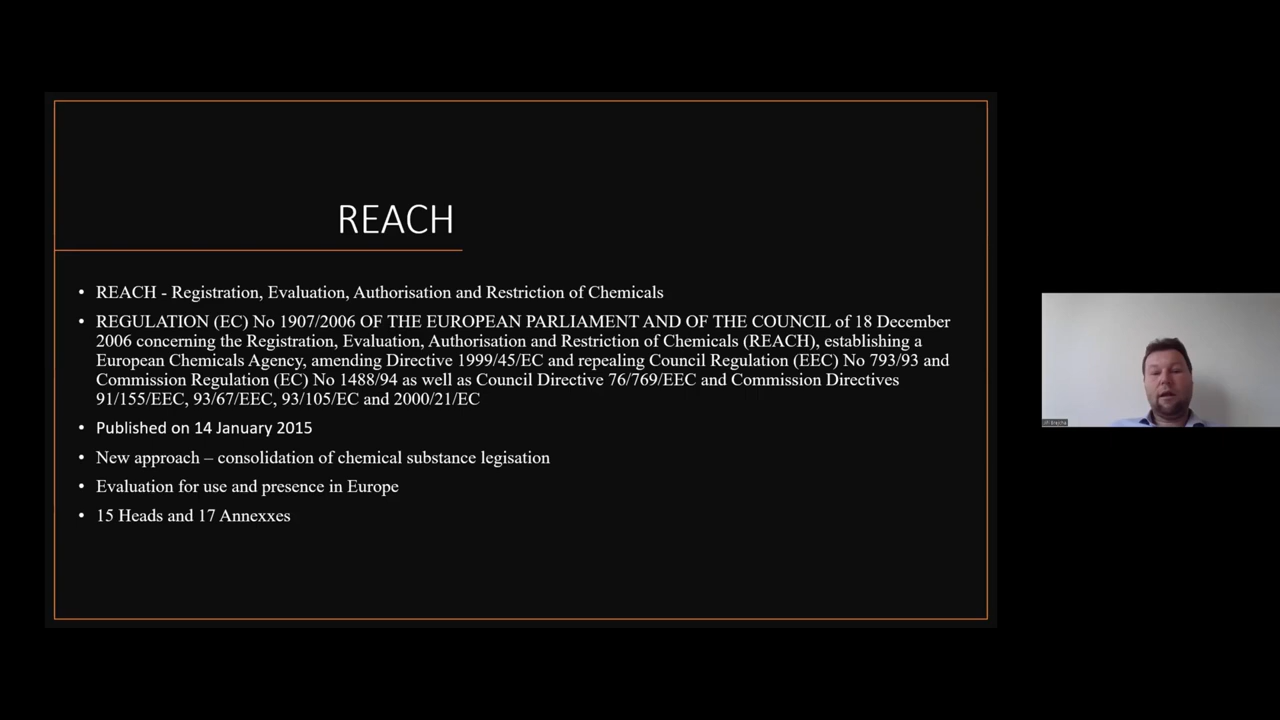 REACH
• REACH - Registration, Evaluation, Authorisation and Restriction of Chemicals
• REGULATION (EC) No 1907/2006 OF THE EUROPEAN PARLIAMENT AND OF THE COUNCIL of 18 December
2006 concerning the Registration, Evaluation, Authorisation and Restriction of Chemicals (REACH), establishing a
European Chemicals Agency, amending Directive 1999/45/EC and repealing Council Regulation (EEC) No 793/93 and
Commission Regulation (EC) No 1488/94 as well as Council Directive 76/769/EEC and Commission Directives
91/155/EEC, 93/67/EEC, 93/105/EC and 2000/21/EC
• Published on 14 January 2015
• New approach – consolidation of chemical substance legisation
• Evaluation for use and presence in Europe
• 15 Heads and 17 Annexxes